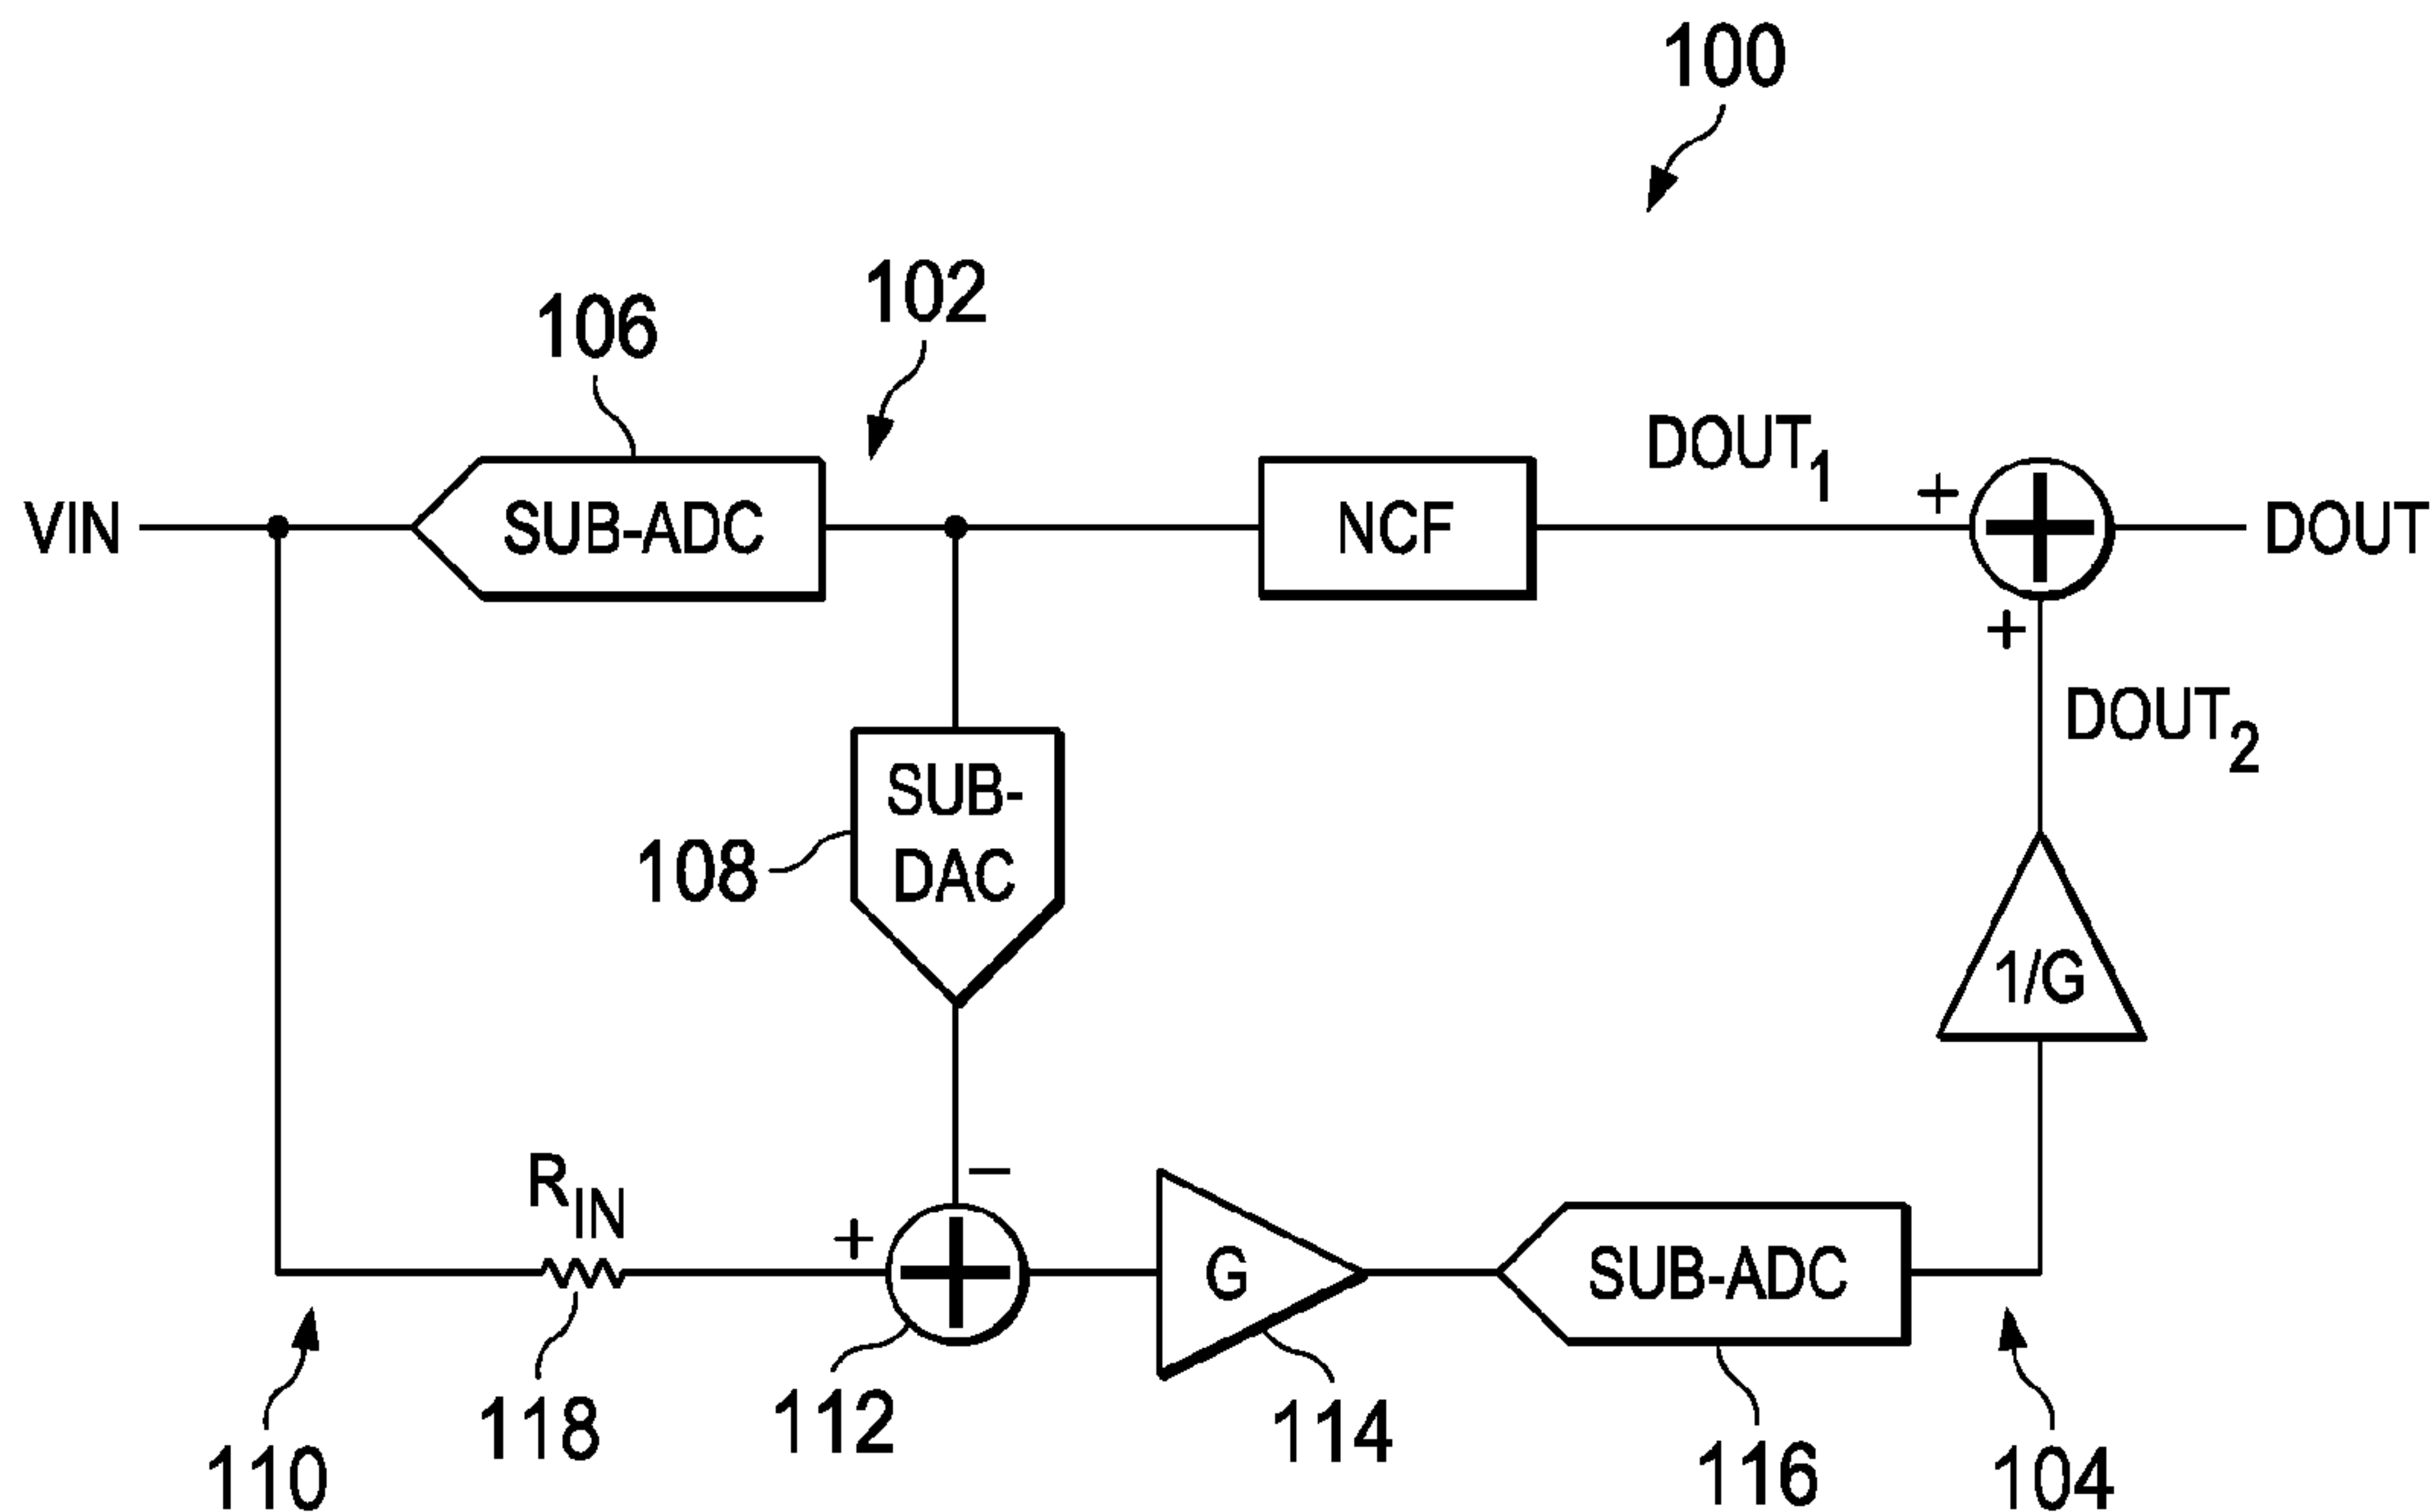 100
102
106
DOUT₁
VIN
SUB-ADC
NCF
+
DOUT
+
DOUT₂
SUB-
DAC
108
1/G
−
R_IN
+
G
SUB-ADC
110
118
112
114
116
104